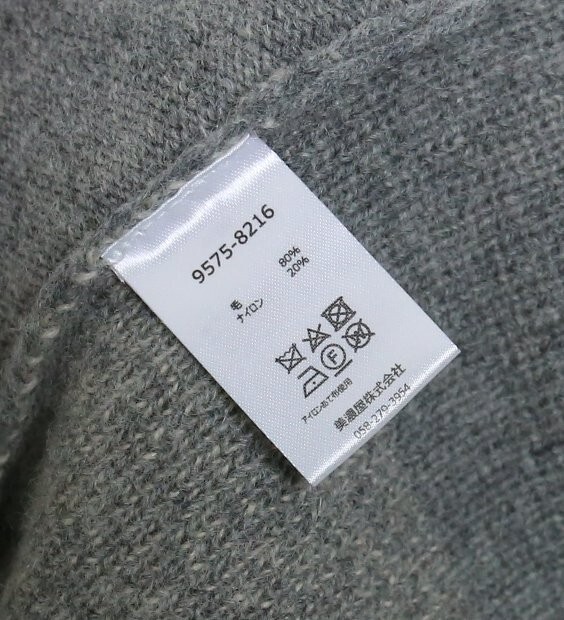 9575-8216
毛 80%
ナイロン 20%
F
アイロンあて布使用
美濃屋株式会社
058-279-3954